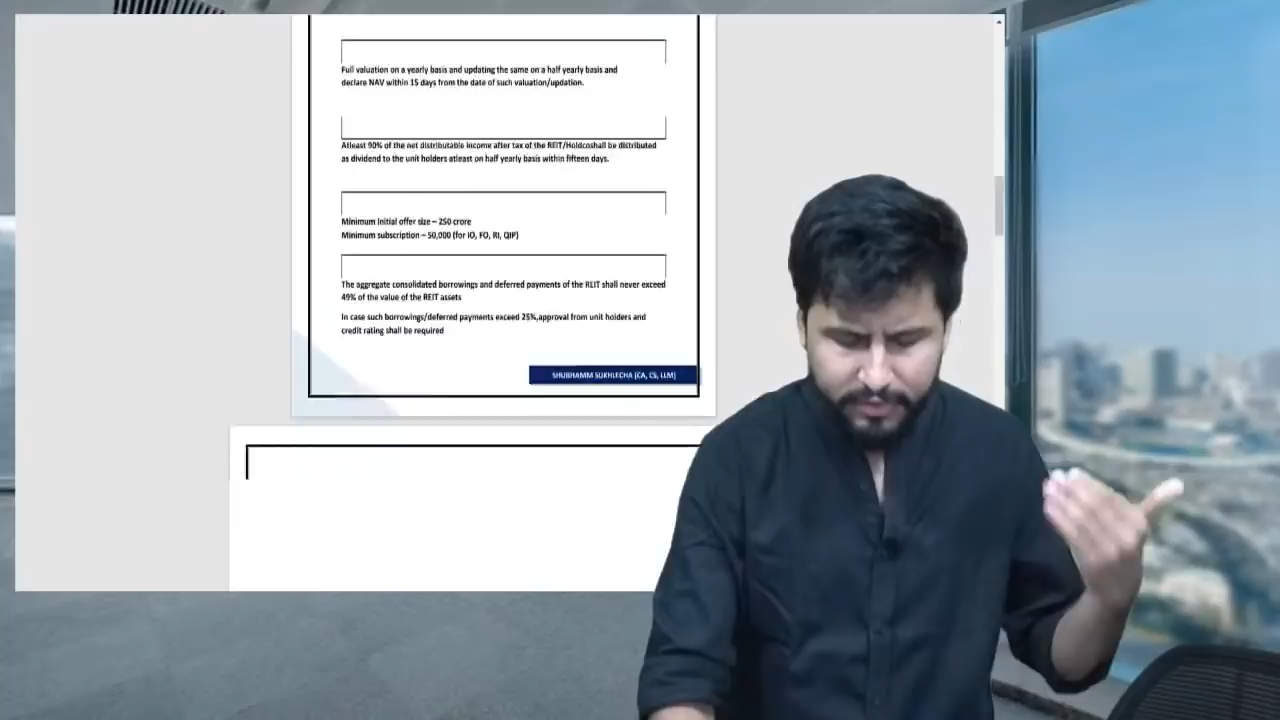 Full valuation on a yearly basis and updating the same on a half yearly basis and
declare NAV within 15 days from the date of such valuation/updation.
Atleast 90% of the net distributable income after tax of the REIT/Holdcoshall be distributed
as dividend to the unit holders atleast on half yearly basis within fifteen days.
Minimum Initial offer size – 250 crore
Minimum subscription – 50,000 (for IO, FO, RI, QIP)
The aggregate consolidated borrowings and deferred payments of the REIT shall never exceed
49% of the value of the REIT assets
In case such borrowings/deferred payments exceed 25%,approval from unit holders and
credit rating shall be required
SHUBHAMM SUKHLECHA (CA, CS, LLM)